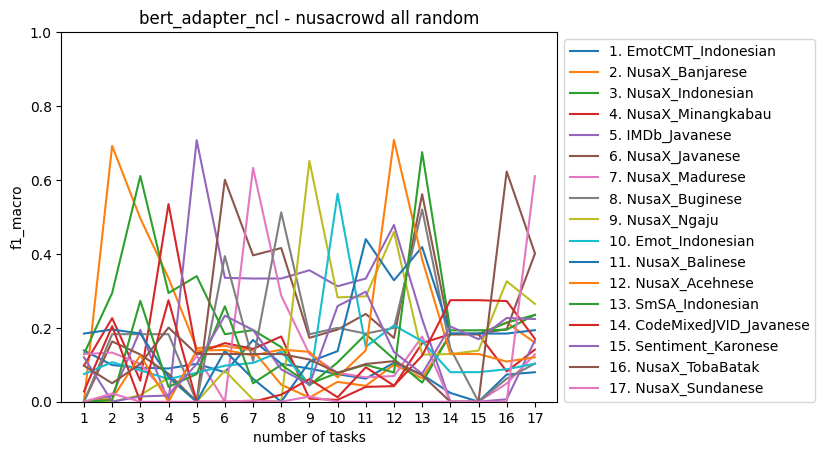 bert_adapter_ncl - nusacrowd all random
1.0
0.8
0.6
0.4
0.2
0.0
f1_macro
1 2 3 4 5 6 7 8 9 10 11 12 13 14 15 16 17
number of tasks
1. EmotCMT_Indonesian
2. NusaX_Banjarese
3. NusaX_Indonesian
4. NusaX_Minangkabau
5. IMDb_Javanese
6. NusaX_Javanese
7. NusaX_Madurese
8. NusaX_Buginese
9. NusaX_Ngaju
10. Emot_Indonesian
11. NusaX_Balinese
12. NusaX_Acehnese
13. SmSA_Indonesian
14. CodeMixedJVID_Javanese
15. Sentiment_Karonese
16. NusaX_TobaBatak
17. NusaX_Sundanese